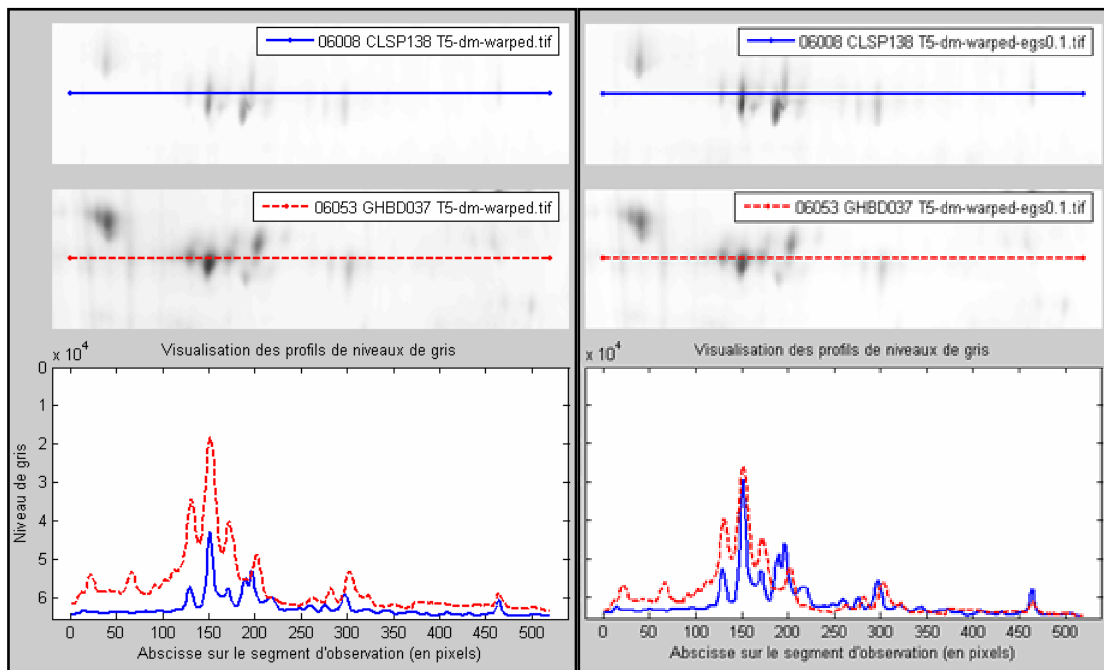 06008 CLSP138 T5-dm-warped.tif
06053 GHBD037 T5-dm-warped.tif
x 10⁴
Visualisation des profils de niveaux de gris
0
1
2
3
4
5
6
Niveau de gris
0 50 100 150 200 250 300 350 400 450 500
Abscisse sur le segment d'observation (en pixels)
06008 CLSP138 T5-dm-warped-egs0.1.tif
06053 GHBD037 T5-dm-warped-egs0.1.tif
x 10⁴
Visualisation des profils de niveaux de gris
0 50 100 150 200 250 300 350 400 450 500
Abscisse sur le segment d'observation (en pixels)